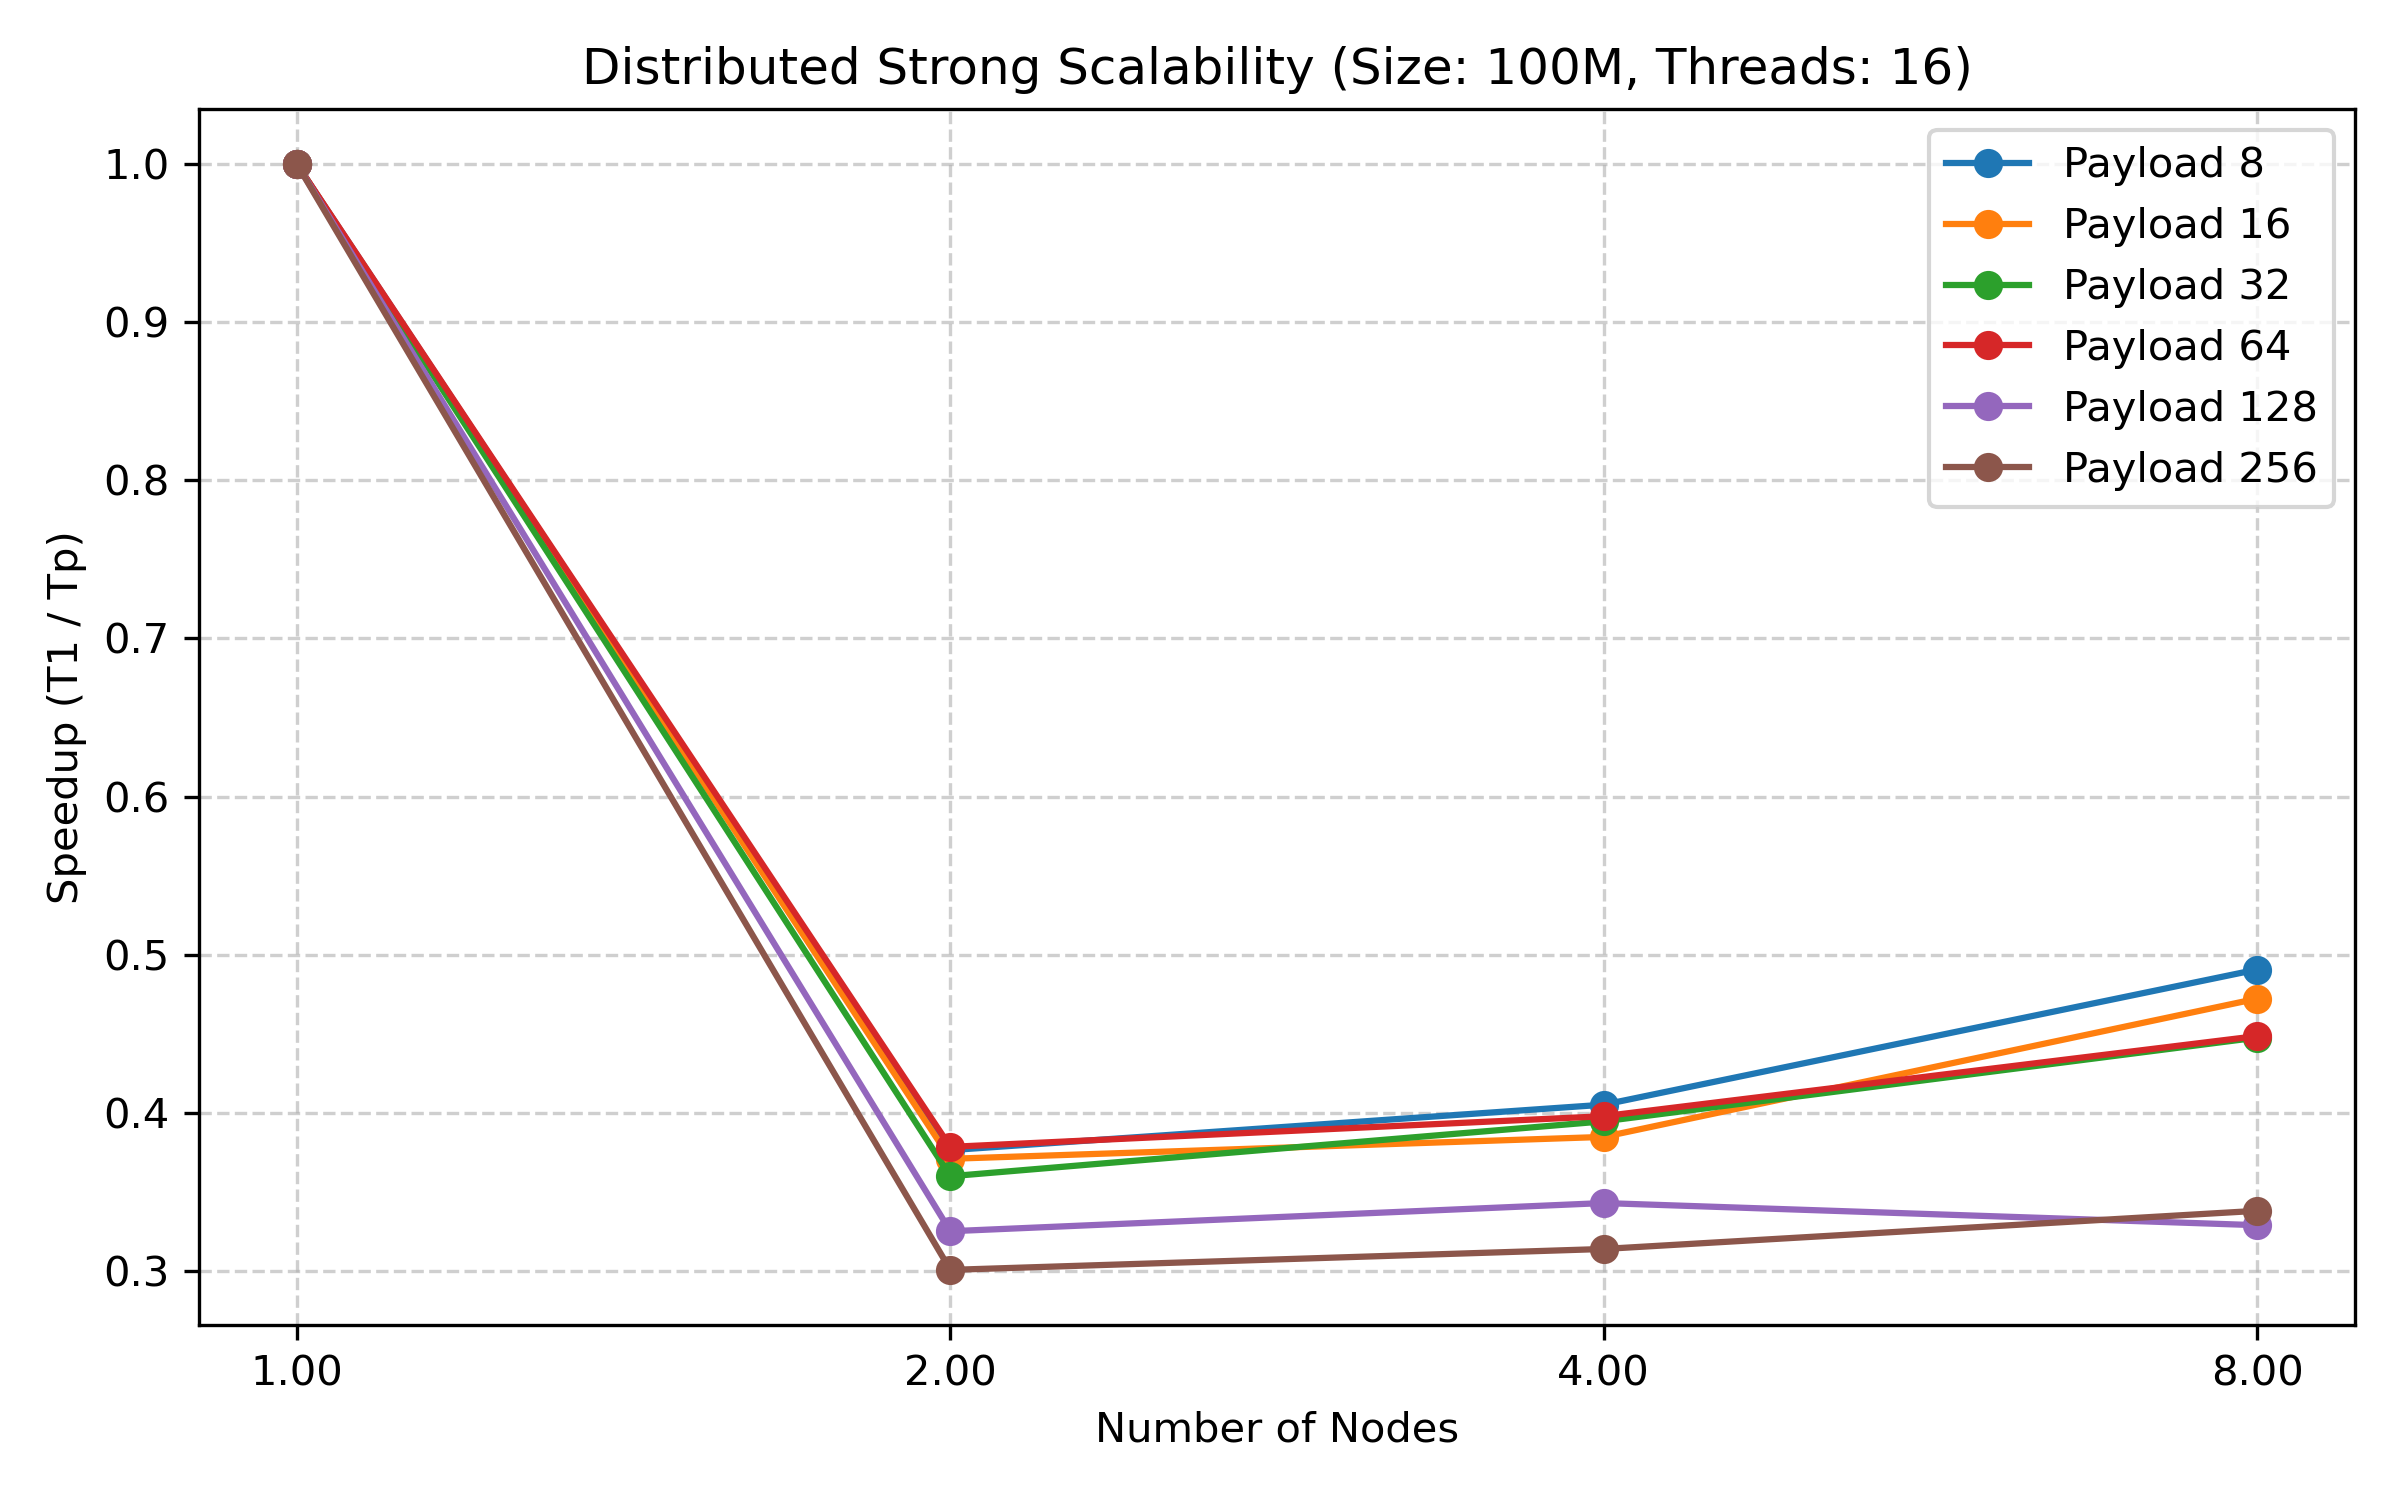 Distributed Strong Scalability (Size: 100M, Threads: 16)
Speedup (T1 / Tp)
1.0
0.9
0.8
0.7
0.6
0.5
0.4
0.3
Payload 8
Payload 16
Payload 32
Payload 64
Payload 128
Payload 256
1.00 2.00 4.00 8.00
Number of Nodes